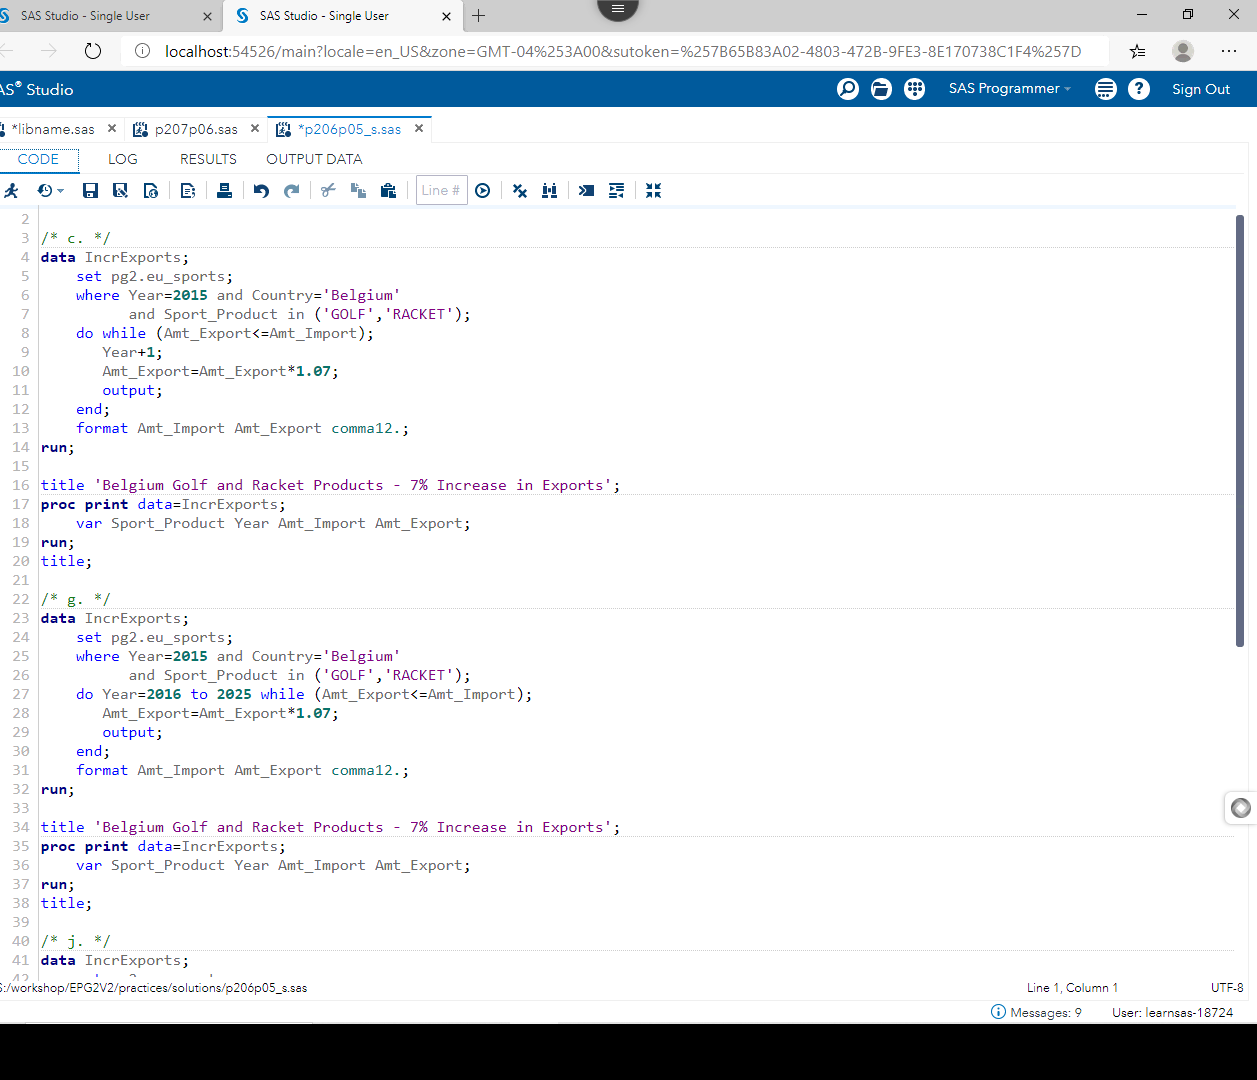 SAS Studio - Single User
SAS Studio - Single User
localhost:54526/main?locale=en_US&zone=GMT-04%253A00&sutoken=%257B65B83A02-4803-472B-9FE3-8E170738C1F4%257D
AS® Studio
SAS Programmer
Sign Out
*libname.sas
p207p06.sas
*p206p05_s.sas
CODE
LOG
RESULTS
OUTPUT DATA
Line #
2
3 /* c. */
4 data IncrExports;
5 set pg2.eu_sports;
6 where Year=2015 and Country='Belgium'
7 and Sport_Product in ('GOLF','RACKET');
8 do while (Amt_Export<=Amt_Import);
9 Year+1;
10 Amt_Export=Amt_Export*1.07;
11 output;
12 end;
13 format Amt_Import Amt_Export comma12.;
14 run;
15
16 title 'Belgium Golf and Racket Products - 7% Increase in Exports';
17 proc print data=IncrExports;
18 var Sport_Product Year Amt_Import Amt_Export;
19 run;
20 title;
21
22 /* g. */
23 data IncrExports;
24 set pg2.eu_sports;
25 where Year=2015 and Country='Belgium'
26 and Sport_Product in ('GOLF','RACKET');
27 do Year=2016 to 2025 while (Amt_Export<=Amt_Import);
28 Amt_Export=Amt_Export*1.07;
29 output;
30 end;
31 format Amt_Import Amt_Export comma12.;
32 run;
33
34 title 'Belgium Golf and Racket Products - 7% Increase in Exports';
35 proc print data=IncrExports;
36 var Sport_Product Year Amt_Import Amt_Export;
37 run;
38 title;
39
40 /* j. */
41 data IncrExports;
42
S:/workshop/EPG2V2/practices/solutions/p206p05_s.sas
Line 1, Column 1
UTF-8
Messages: 9
User: learnsas-18724